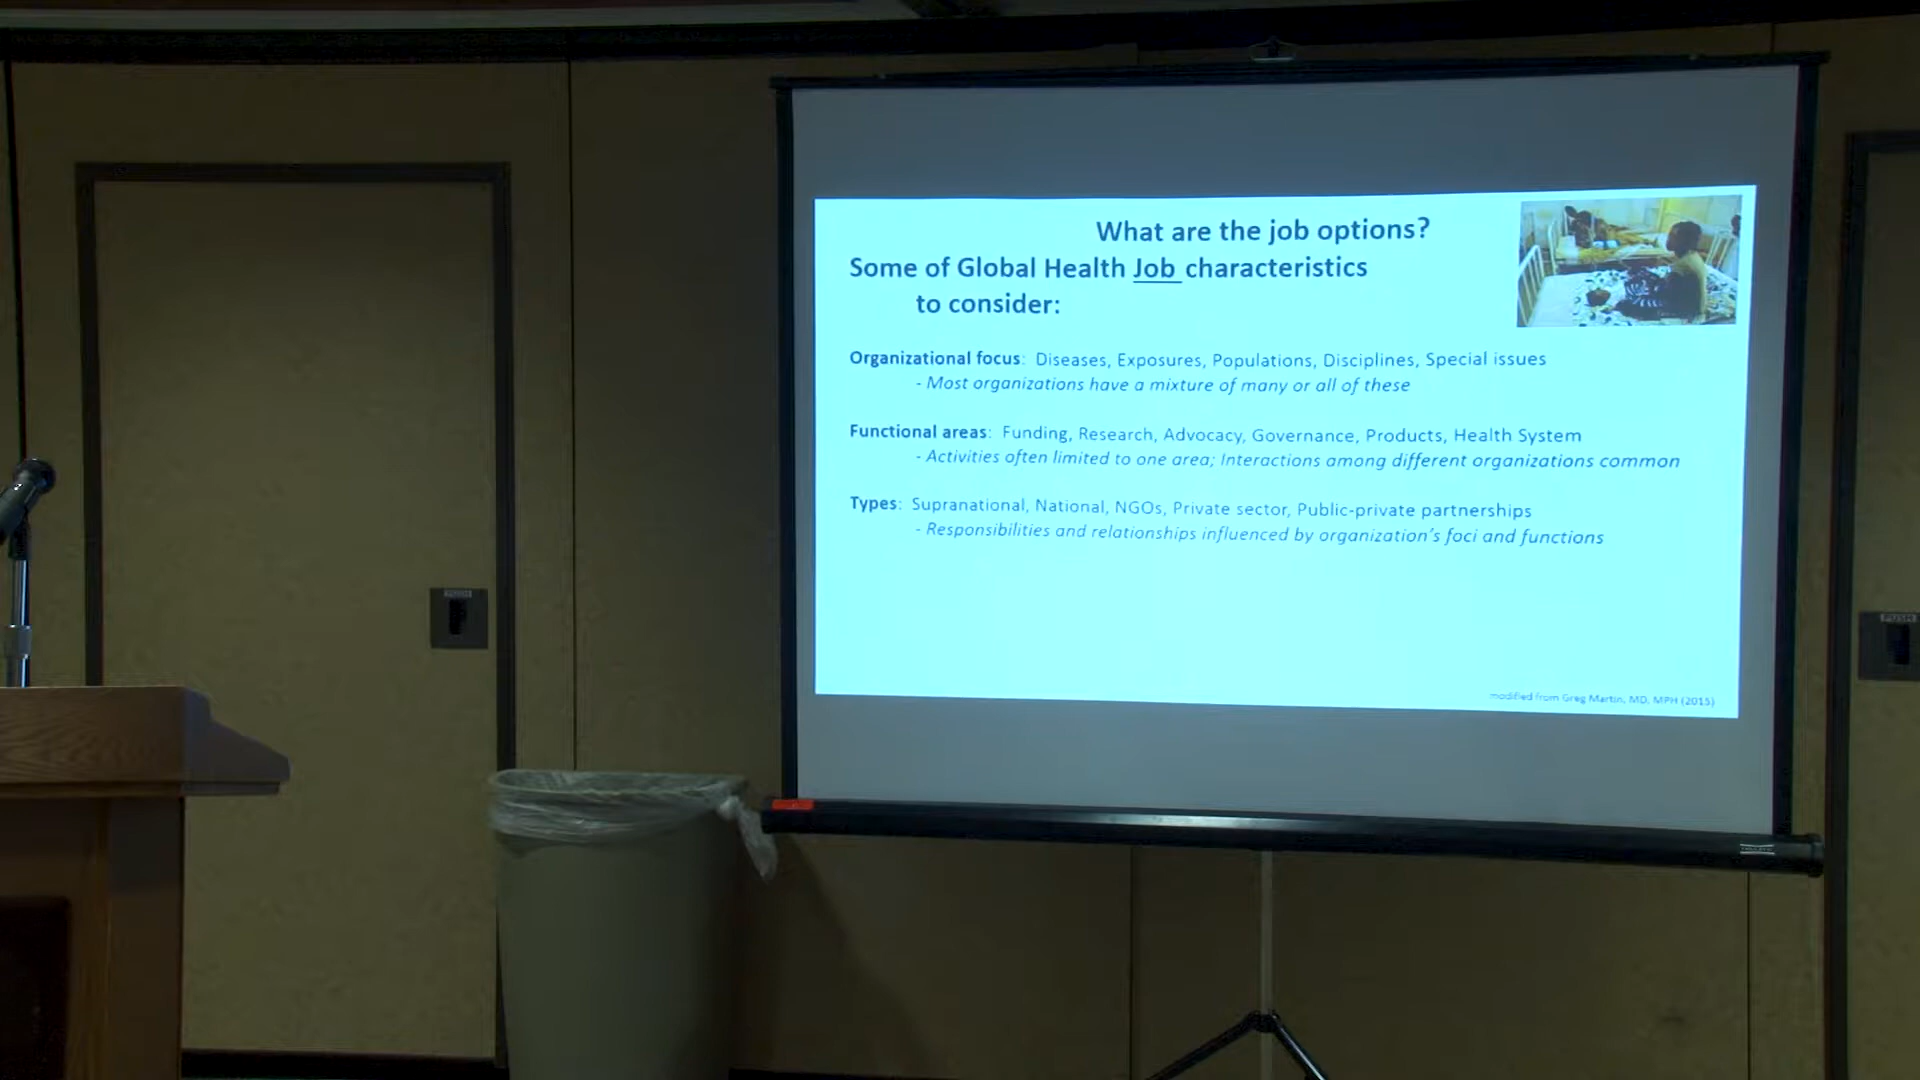 What are the job options?
Some of Global Health Job characteristics
to consider:
Organizational focus: Diseases, Exposures, Populations, Disciplines, Special issues
- Most organizations have a mixture of many or all of these
Functional areas: Funding, Research, Advocacy, Governance, Products, Health System
- Activities often limited to one area; Interactions among different organizations common
Types: Supranational, National, NGOs, Private sector, Public-private partnerships
- Responsibilities and relationships influenced by organization's foci and functions
modified from Greg Martin, MD, MPH (2015)
PUSH
PUSH